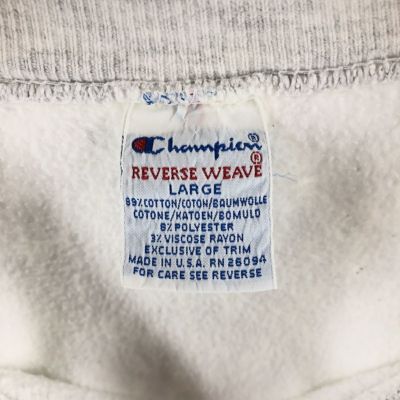 Champion®
REVERSE WEAVE®
LARGE
89% COTTON/COTON/BAUMWOLLE
COTONE/KATOEN/BOMULD
8% POLYESTER
3% VISCOSE RAYON
EXCLUSIVE OF TRIM
MADE IN U.S.A. RN 26094
FOR CARE SEE REVERSE